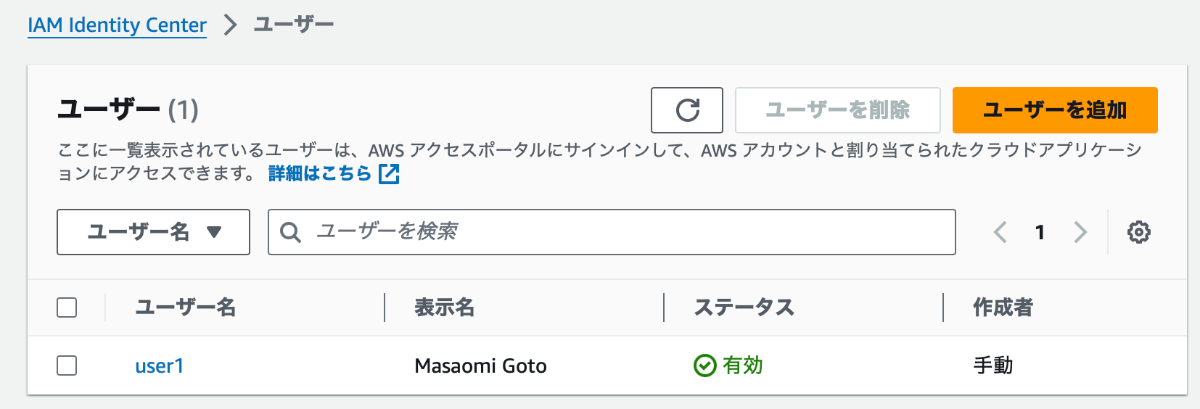 IAM Identity Center > ユーザー
ユーザー (1)
ユーザーを削除
ユーザーを追加
ここに一覧表示されているユーザーは、AWS アクセスポータルにサインインして、AWS アカウントと割り当てられたクラウドアプリケーシ
ョンにアクセスできます。 詳細はこちら
ユーザー名 ▼ ユーザーを検索 < 1 >
ユーザー名 表示名 ステータス 作成者
user1 Masaomi Goto 有効 手動